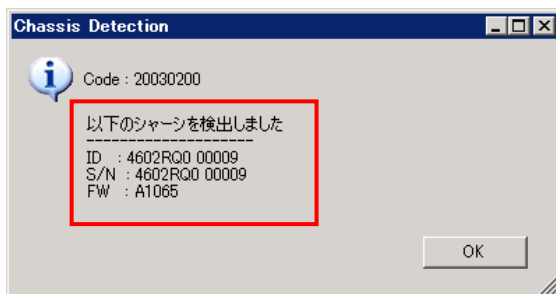 Chassis Detection
Code : 20030200
以下のシャーシを検出しました
--------------------
ID : 4602RQ0 00009
S/N : 4602RQ0 00009
FW : A1065
OK